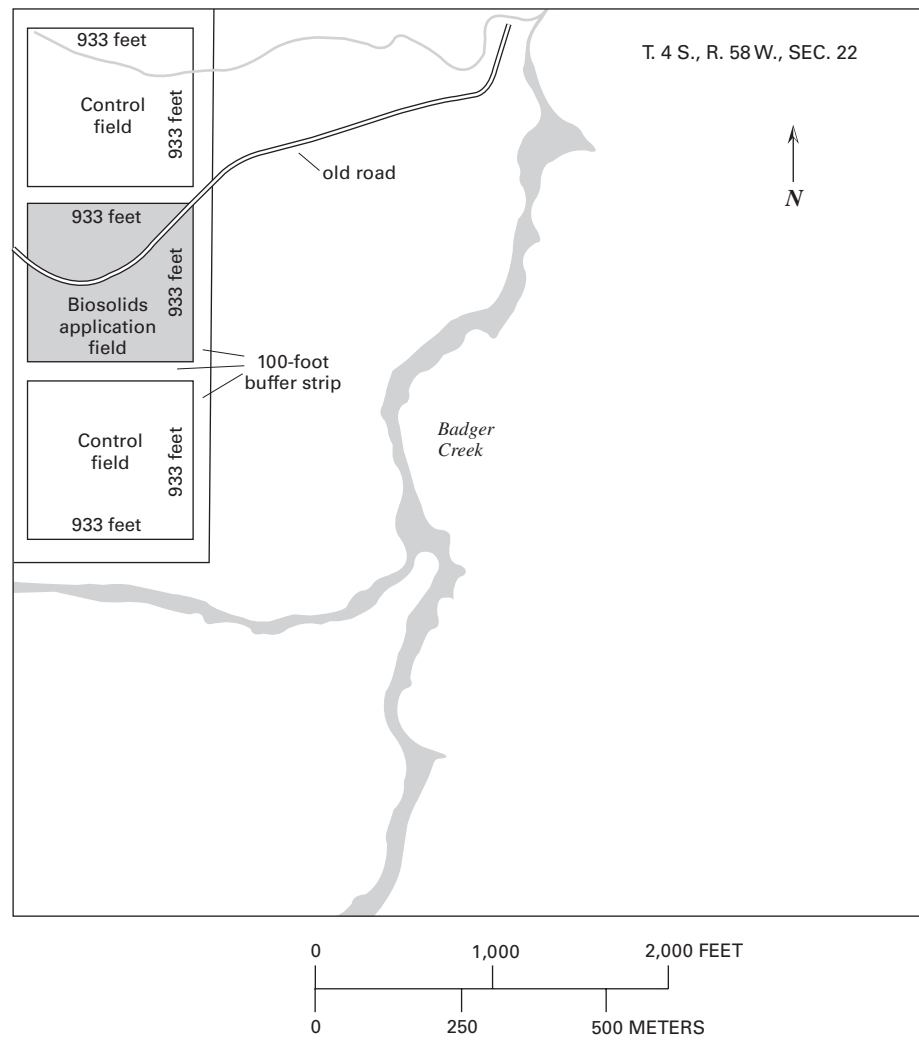 T. 4 S., R. 58 W., SEC. 22
933 feet
Control
field
933 feet
N
old road
933 feet
933 feet
Biosolids
application
field
100-foot
buffer strip
Control
field
933 feet
933 feet
Badger
Creek
0 1,000 2,000 FEET
0 250 500 METERS